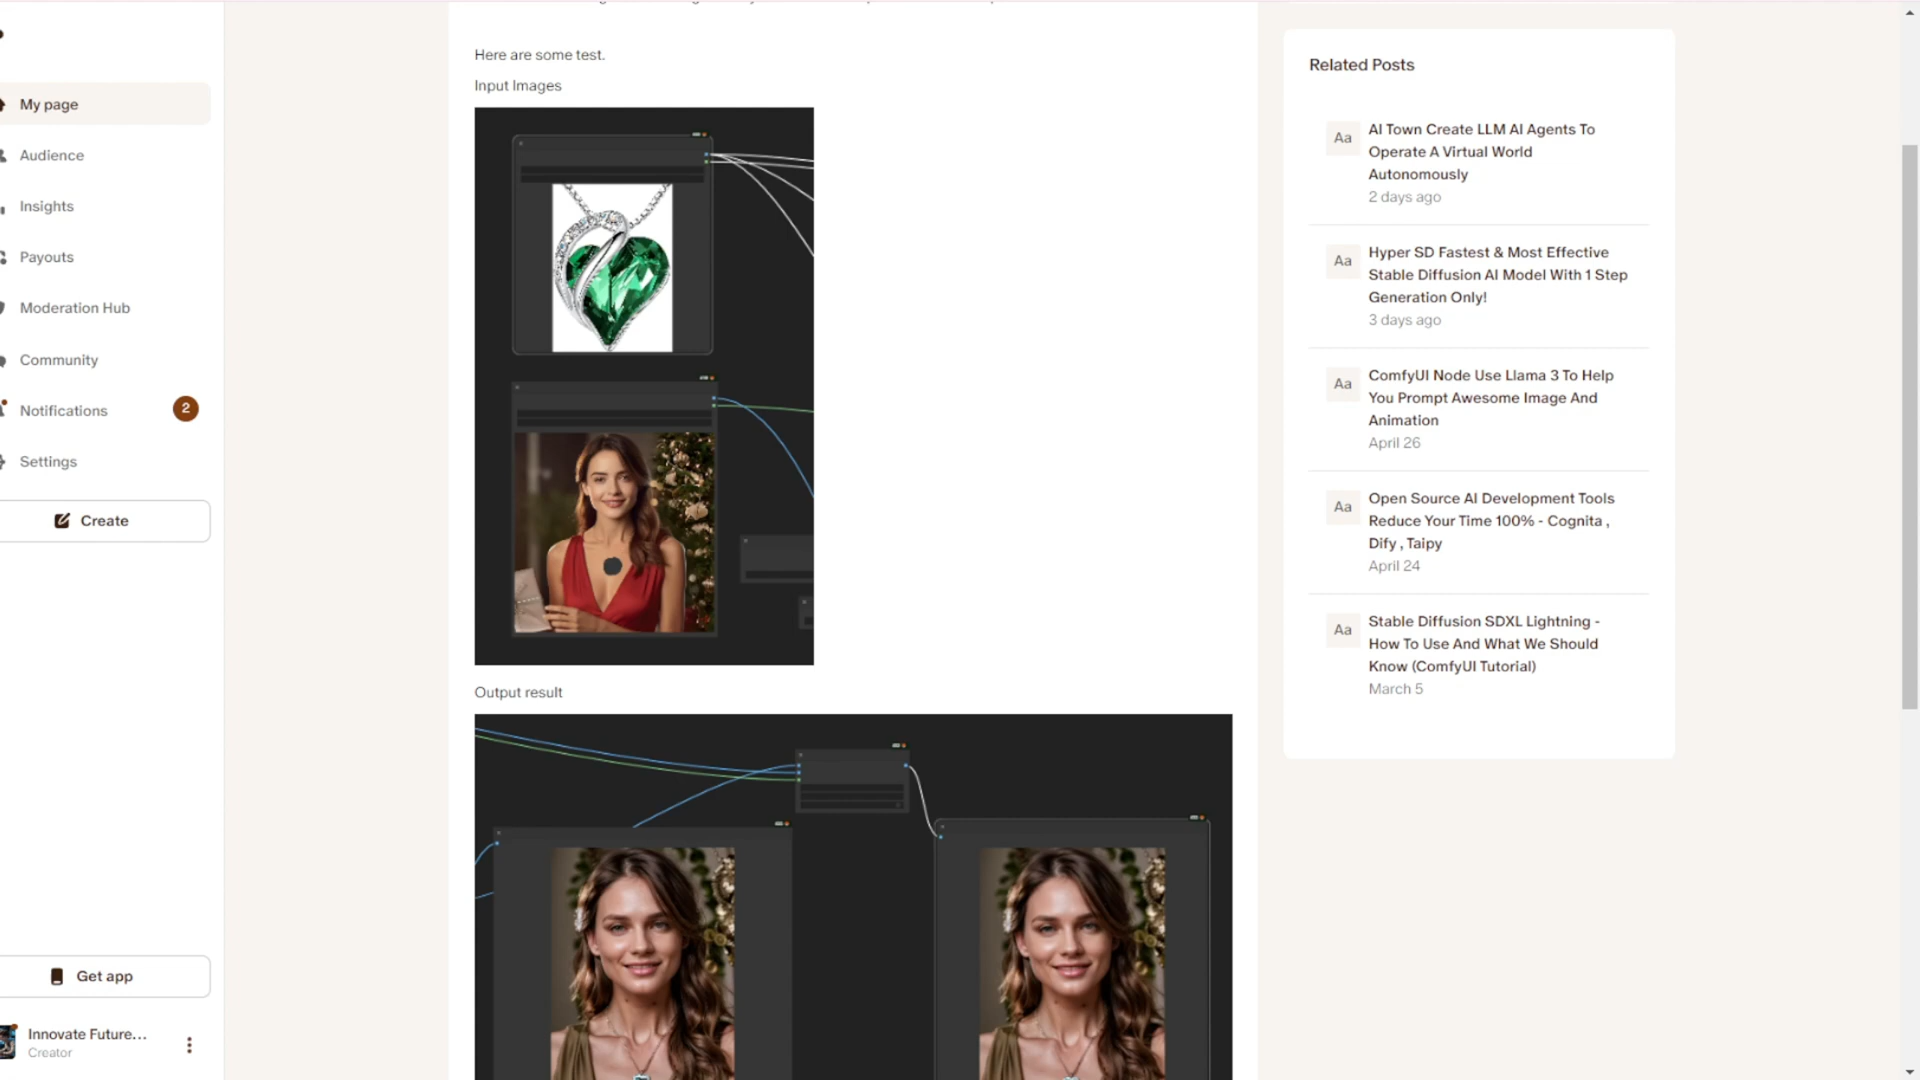 My page
Audience
Insights
Payouts
Moderation Hub
Community
Notifications
2
Settings
Create
Get app
Innovate Future...
Creator
Here are some test.
Input Images
Output result
Related Posts
Aa
AI Town Create LLM AI Agents To
Operate A Virtual World
Autonomously
2 days ago
Aa
Hyper SD Fastest & Most Effective
Stable Diffusion AI Model With 1 Step
Generation Only!
3 days ago
Aa
ComfyUI Node Use Llama 3 To Help
You Prompt Awesome Image And
Animation
April 26
Aa
Open Source AI Development Tools
Reduce Your Time 100% - Cognita ,
Dify , Taipy
April 24
Aa
Stable Diffusion SDXL Lightning -
How To Use And What We Should
Know (ComfyUI Tutorial)
March 5